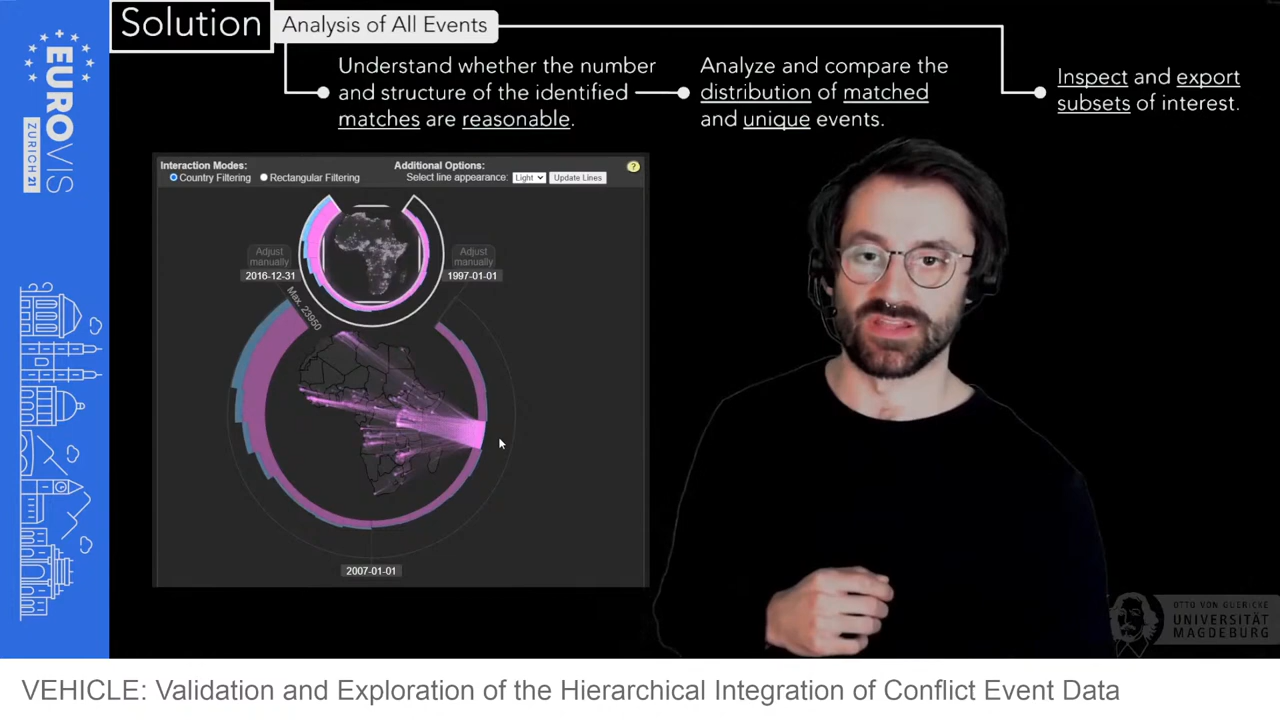 Solution
Analysis of All Events
Understand whether the number
and structure of the identified
matches are reasonable.
Analyze and compare the
distribution of matched
and unique events.
Inspect and export
subsets of interest.
EUROVIS
ZURICH 21
Interaction Modes:
Country Filtering
Rectangular Filtering
Additional Options:
Select line appearance:
Light
Update Lines
?
Adjust
manually
2016-12-31
Adjust
manually
1997-01-01
Max. 23950
2007-01-01
OTTO VON GUERICKE
UNIVERSITÄT
MAGDEBURG
VEHICLE: Validation and Exploration of the Hierarchical Integration of Conflict Event Data